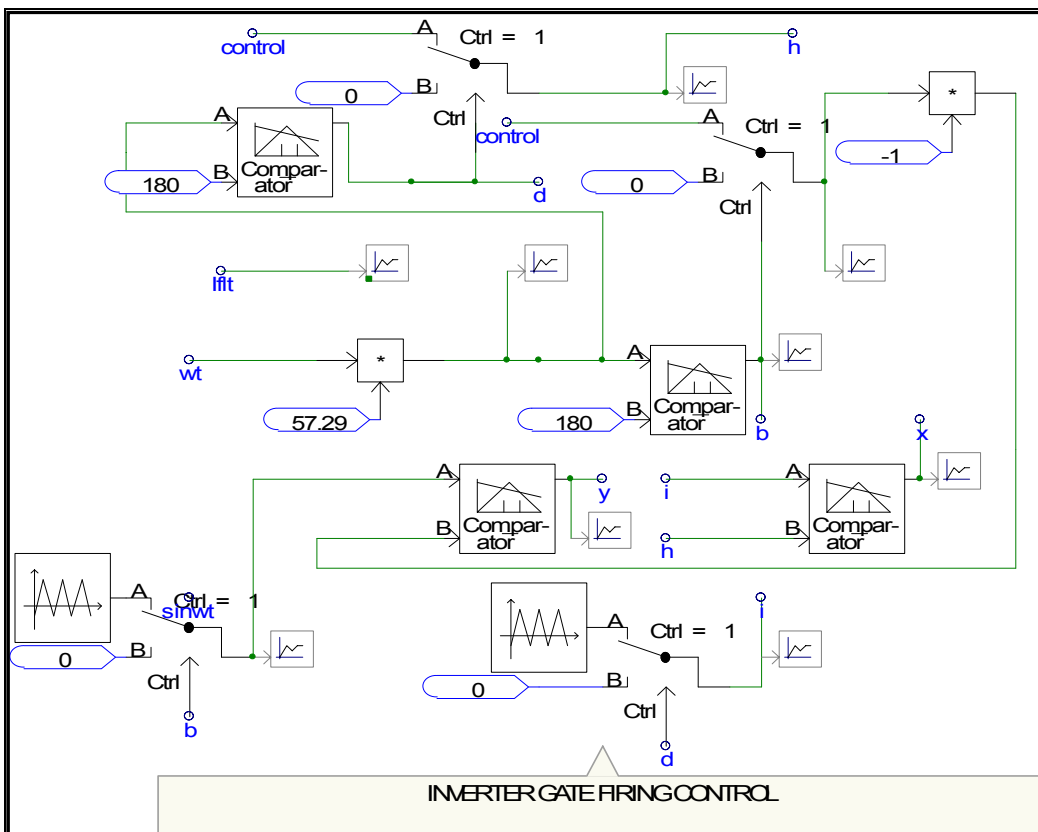 control
A
Ctrl = 1
h
B
0
Ctrl
*
-1
A
180
B
Compar-
ator
d
control
A
Ctrl = 1
B
0
Ctrl
Iflt
wt
*
57.29
A
180
B
Compar-
ator
b
x
A
B
Compar-
ator
y
i
h
A
B
Compar-
ator
A
Ctrl = 1
sinwt
B
0
Ctrl
b
A
Ctrl = 1
i
B
0
Ctrl
d
INVERTER GATE FIRING CONTROL